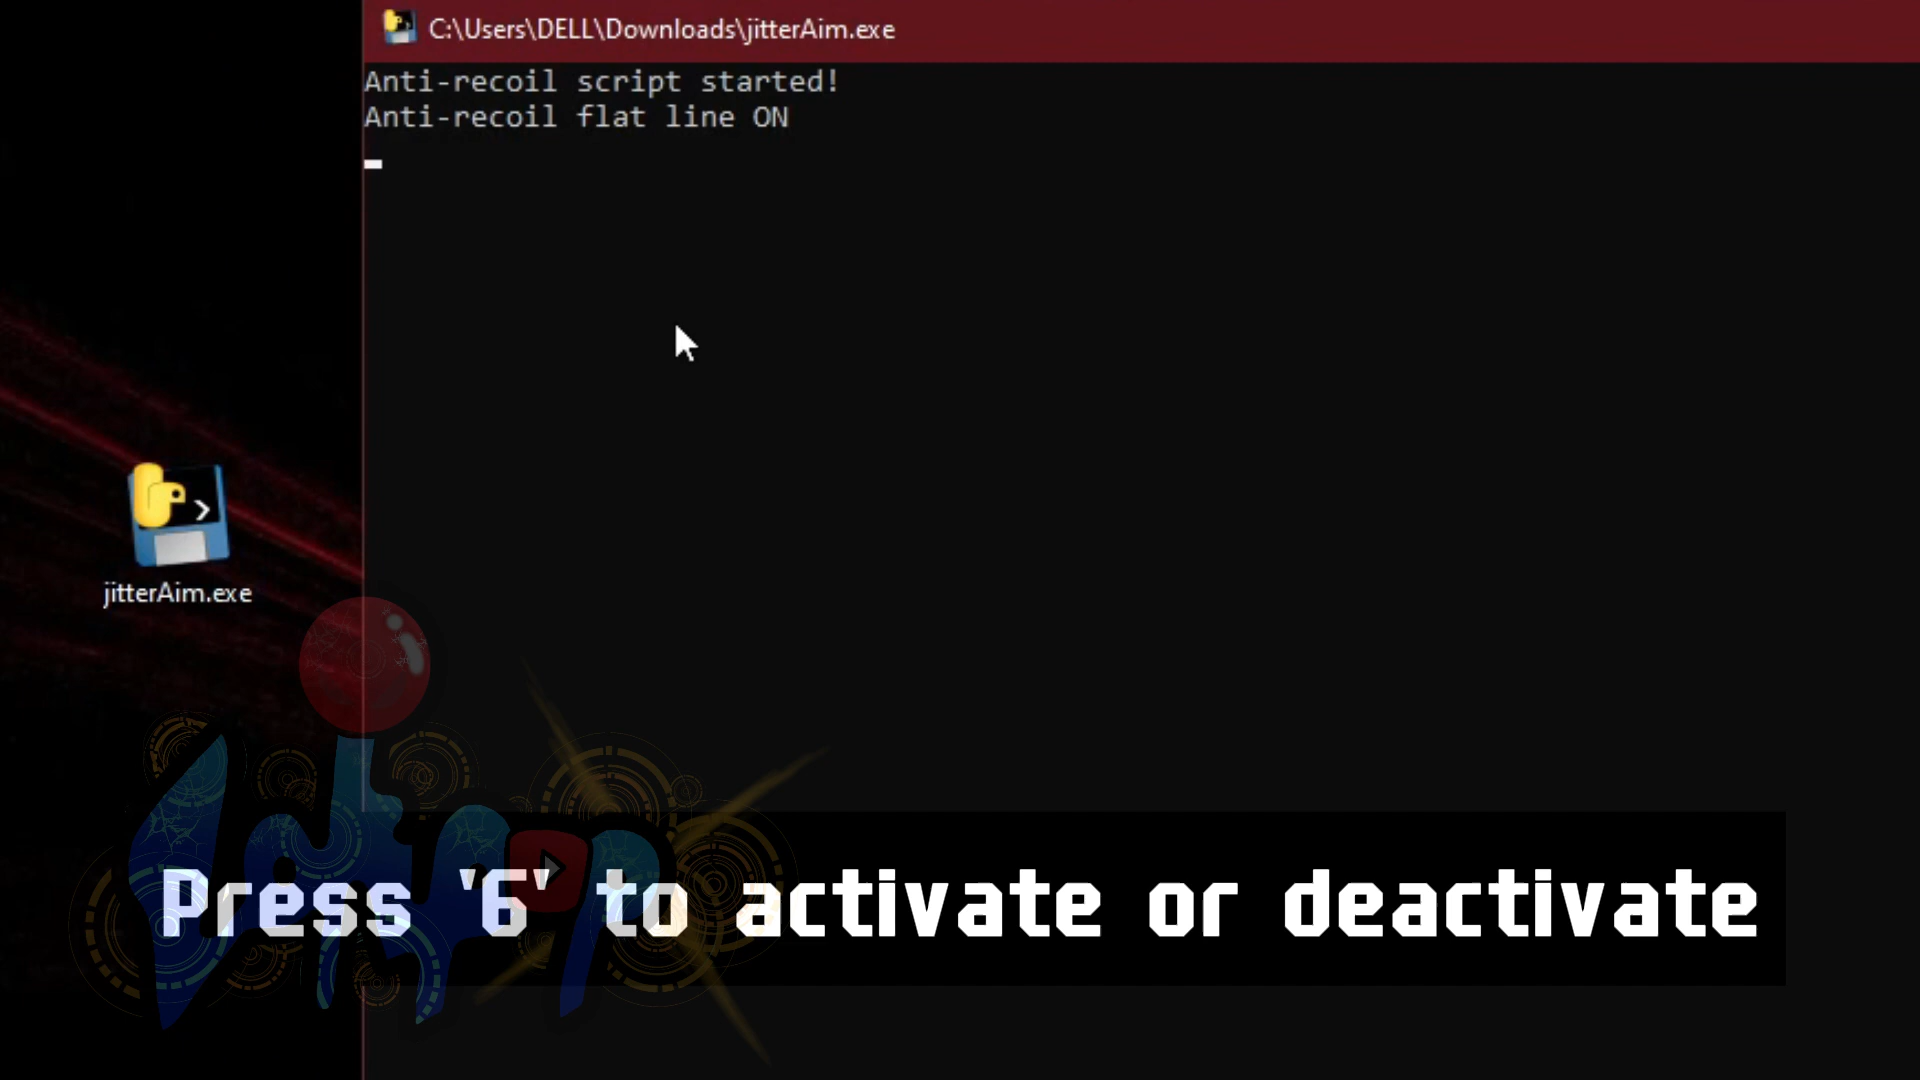 C:\Users\DELL\Downloads\jitterAim.exe
Anti-recoil script started!
Anti-recoil flat line ON
jitterAim.exe
Press '6' to activate or deactivate